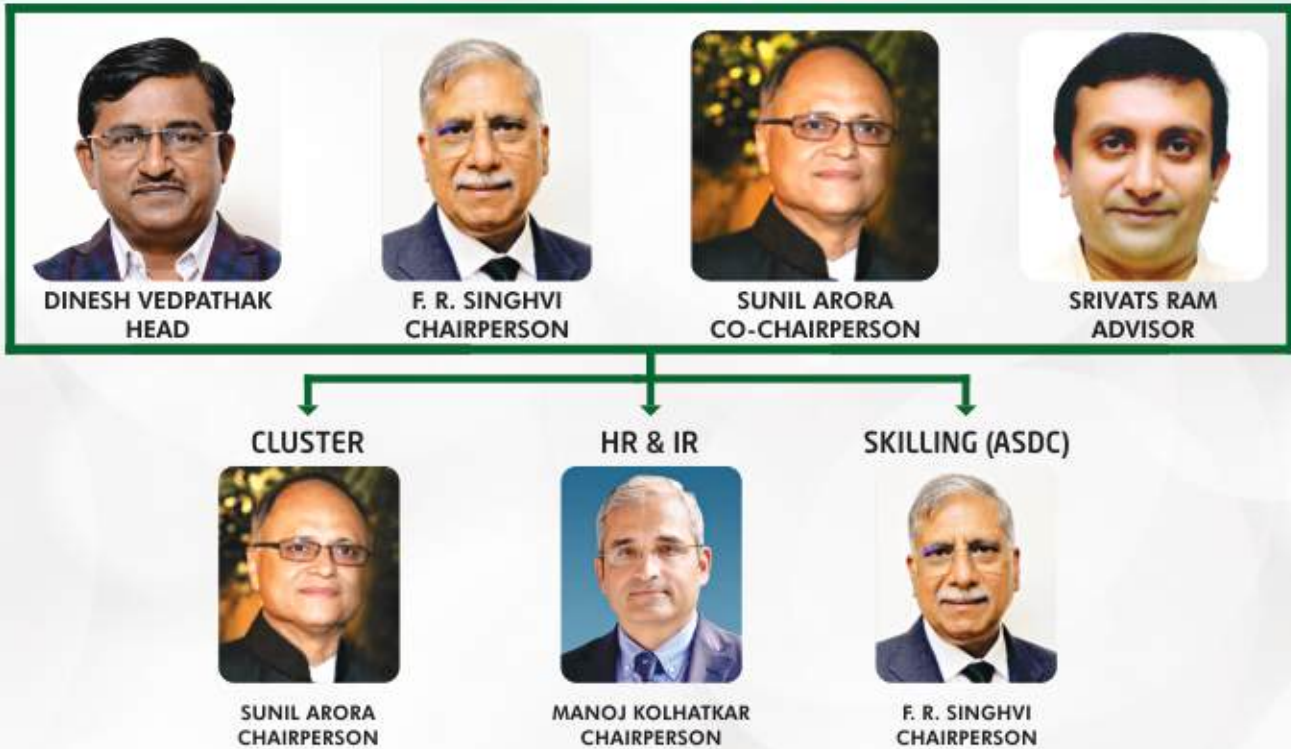 DINESH VEDPATHAK
HEAD
F. R. SINGHVI
CHAIRPERSON
SUNIL ARORA
CO-CHAIRPERSON
SRIVATS RAM
ADVISOR
CLUSTER
HR & IR
SKILLING (ASDC)
SUNIL ARORA
CHAIRPERSON
MANOJ KOLHATKAR
CHAIRPERSON
F. R. SINGHVI
CHAIRPERSON